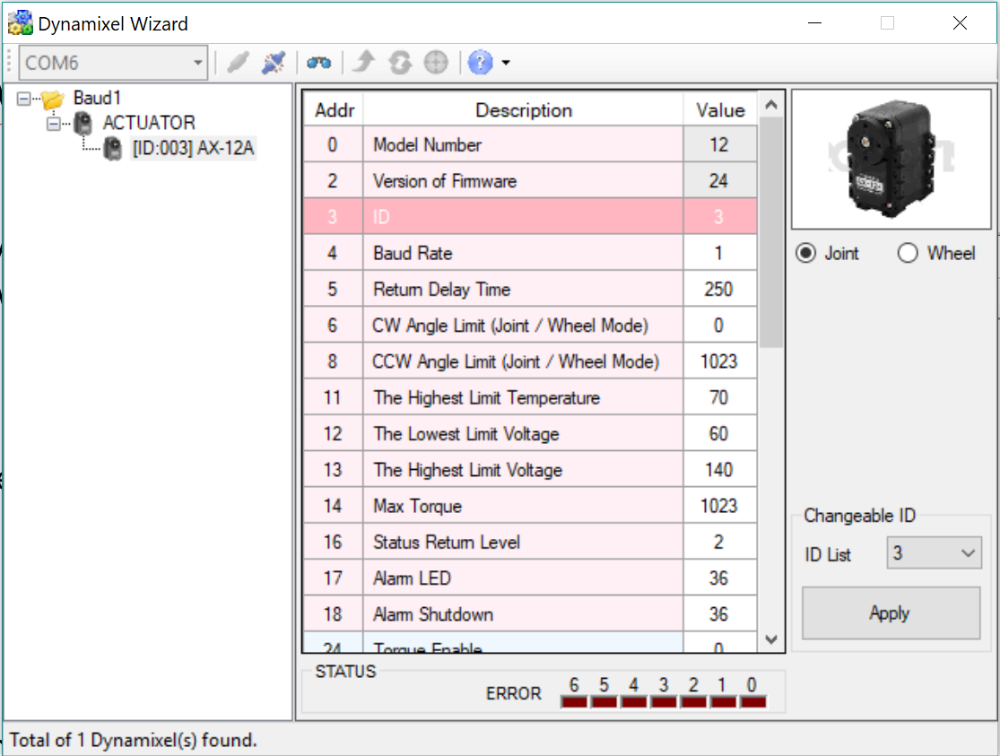 Dynamixel Wizard
COM6
Baud1
ACTUATOR
[ID:003] AX-12A
Addr Description Value
0 Model Number 12
2 Version of Firmware 24
3 ID 3
4 Baud Rate 1
5 Return Delay Time 250
6 CW Angle Limit (Joint / Wheel Mode) 0
8 CCW Angle Limit (Joint / Wheel Mode) 1023
11 The Highest Limit Temperature 70
12 The Lowest Limit Voltage 60
13 The Highest Limit Voltage 140
14 Max Torque 1023
16 Status Return Level 2
17 Alarm LED 36
18 Alarm Shutdown 36
24 Torque Enable 0
Joint Wheel
Changeable ID
ID List 3
Apply
STATUS
ERROR 6 5 4 3 2 1 0
Total of 1 Dynamixel(s) found.